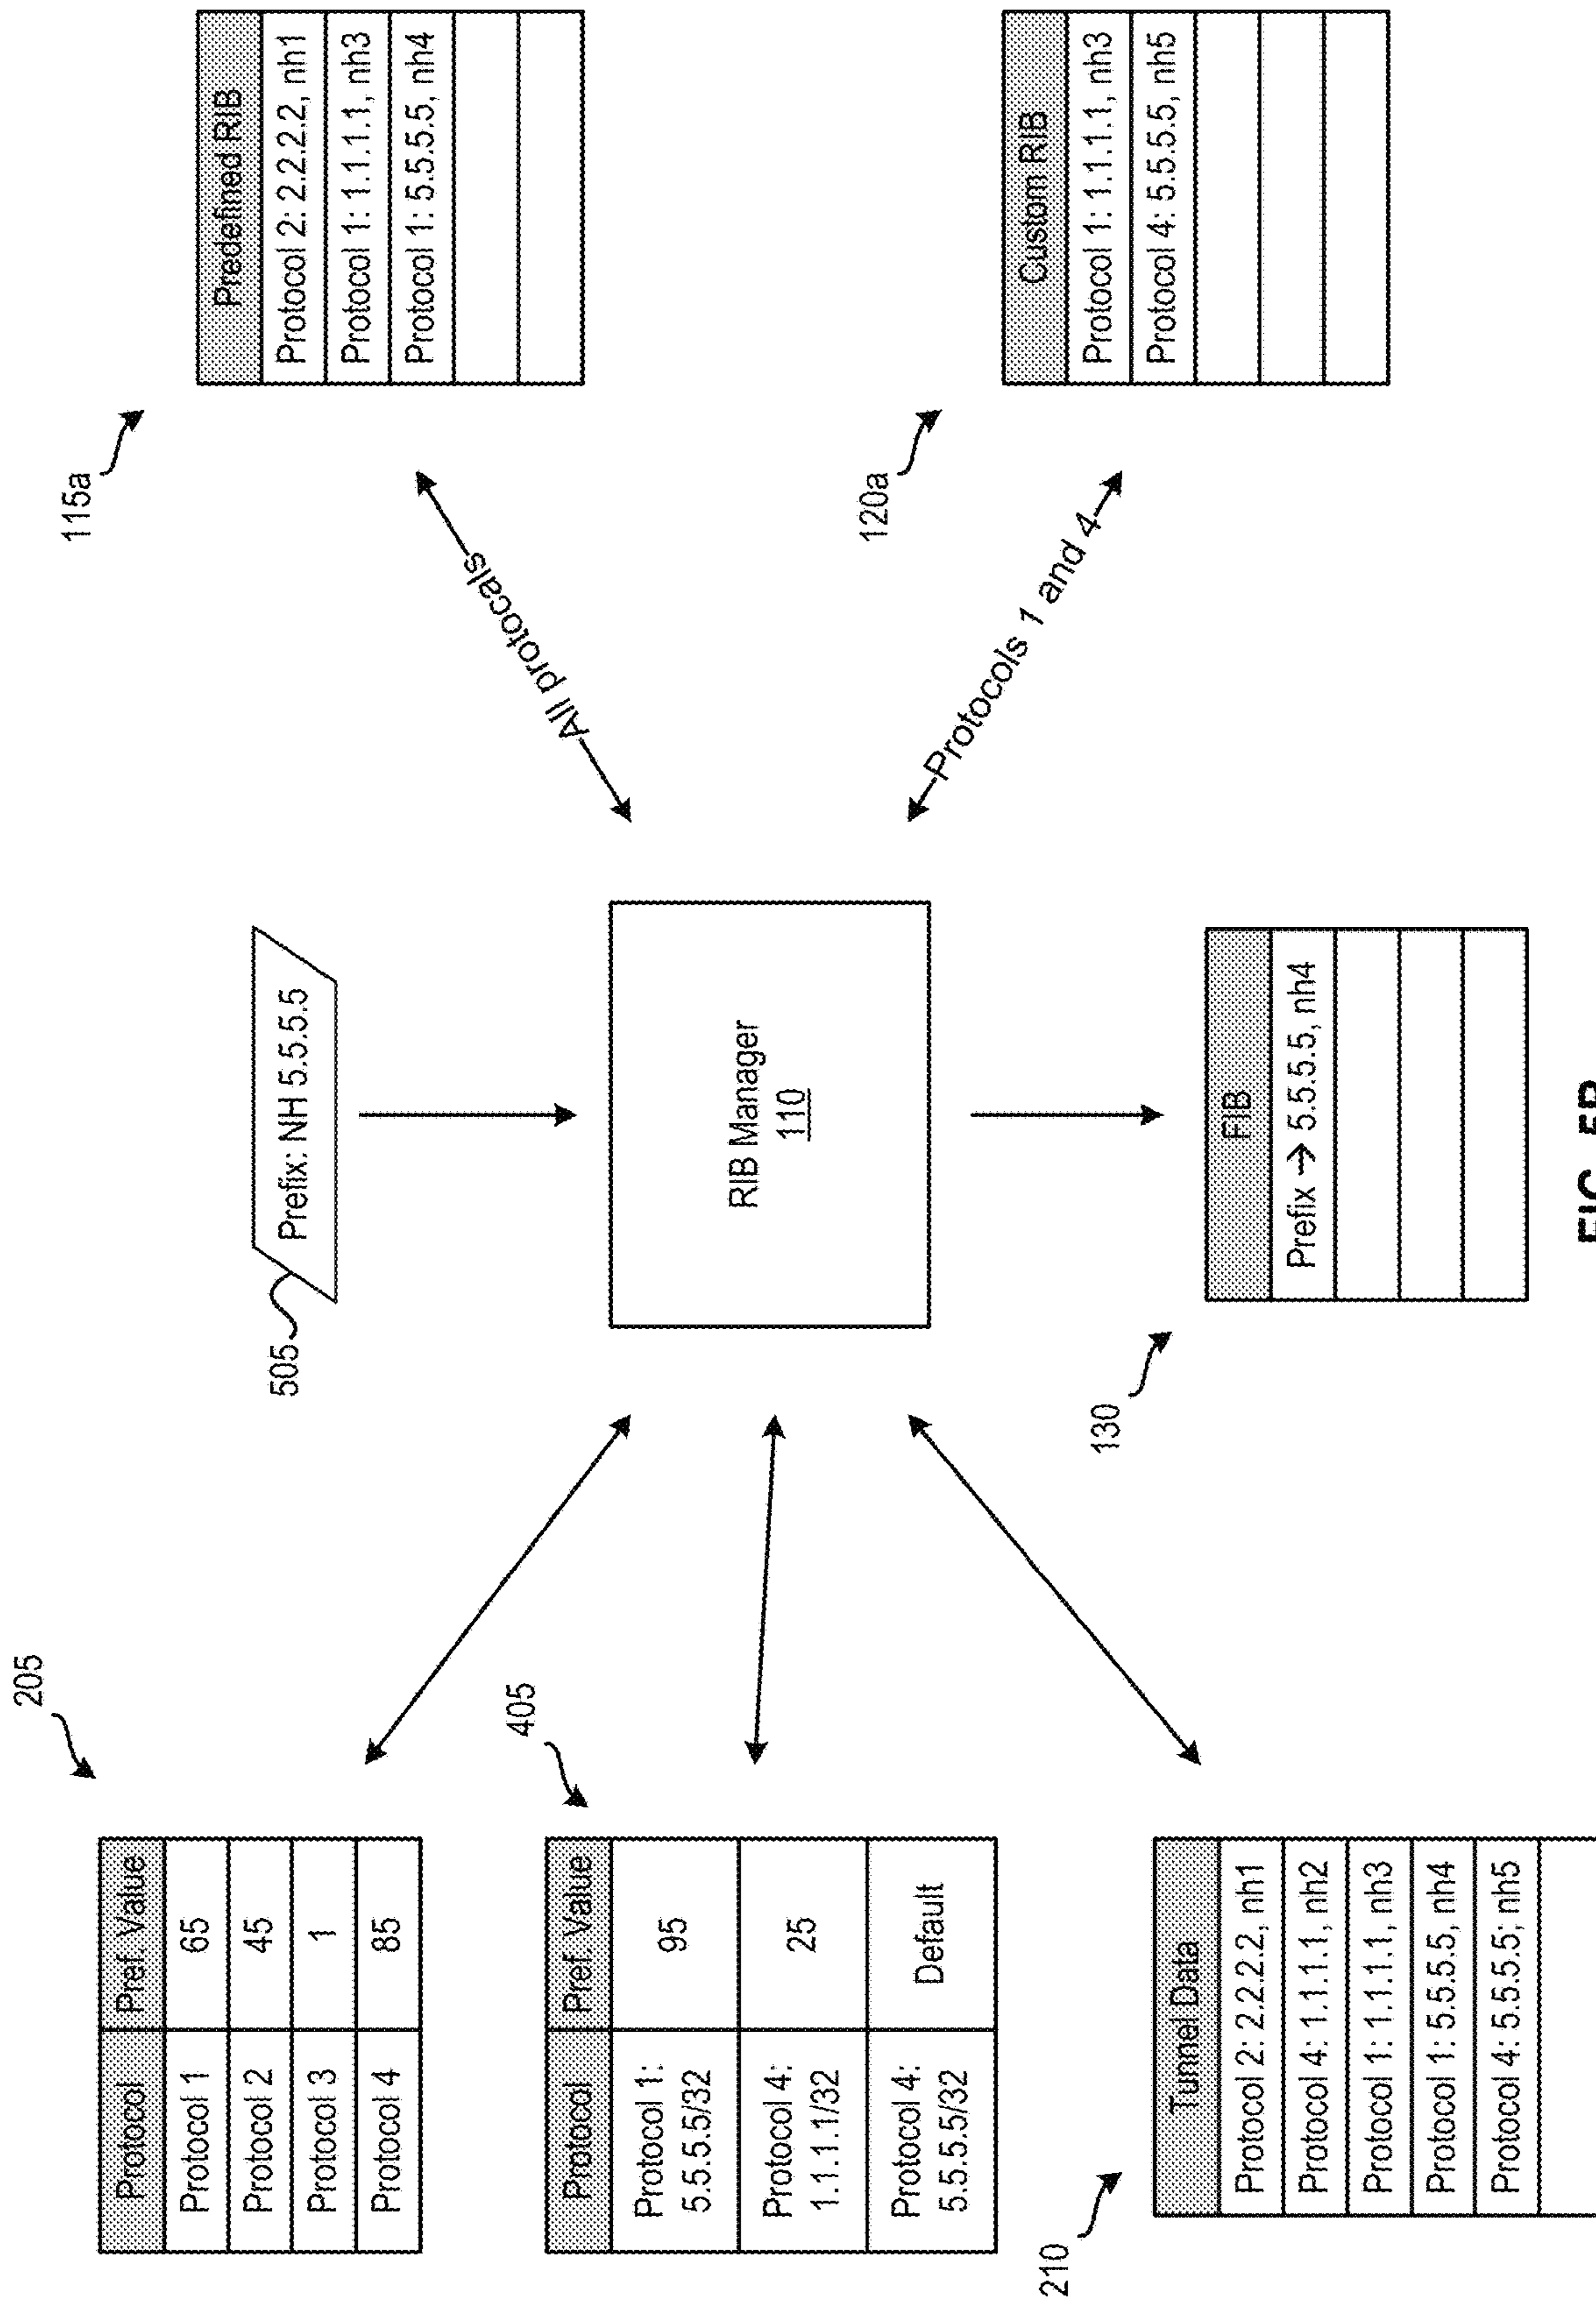 205
Protocol Pref. Value
Protocol 1 65
Protocol 2 45
Protocol 3 1
Protocol 4 85
405
Protocol Pref. Value
Protocol 1: 95
5.5.5.5/32
Protocol 4: 25
1.1.1.1/32
Protocol 4: Default
5.5.5.5/32
210
Tunnel Data
Protocol 2: 2.2.2.2, nh1
Protocol 4: 1.1.1.1, nh2
Protocol 1: 1.1.1.1, nh3
Protocol 1: 5.5.5.5, nh4
Protocol 4: 5.5.5.5; nh5
505
Prefix: NH 5.5.5.5
RIB Manager
110
130
FIB
Prefix → 5.5.5.5, nh4
115a
All protocals
Predefined RIB
Protocol 2: 2.2.2.2, nh1
Protocol 1: 1.1.1.1, nh3
Protocol 1: 5.5.5.5, nh4
120a
Protocols 1 and 4
Custom RIB
Protocol 1: 1.1.1.1, nh3
Protocol 4: 5.5.5.5, nh5